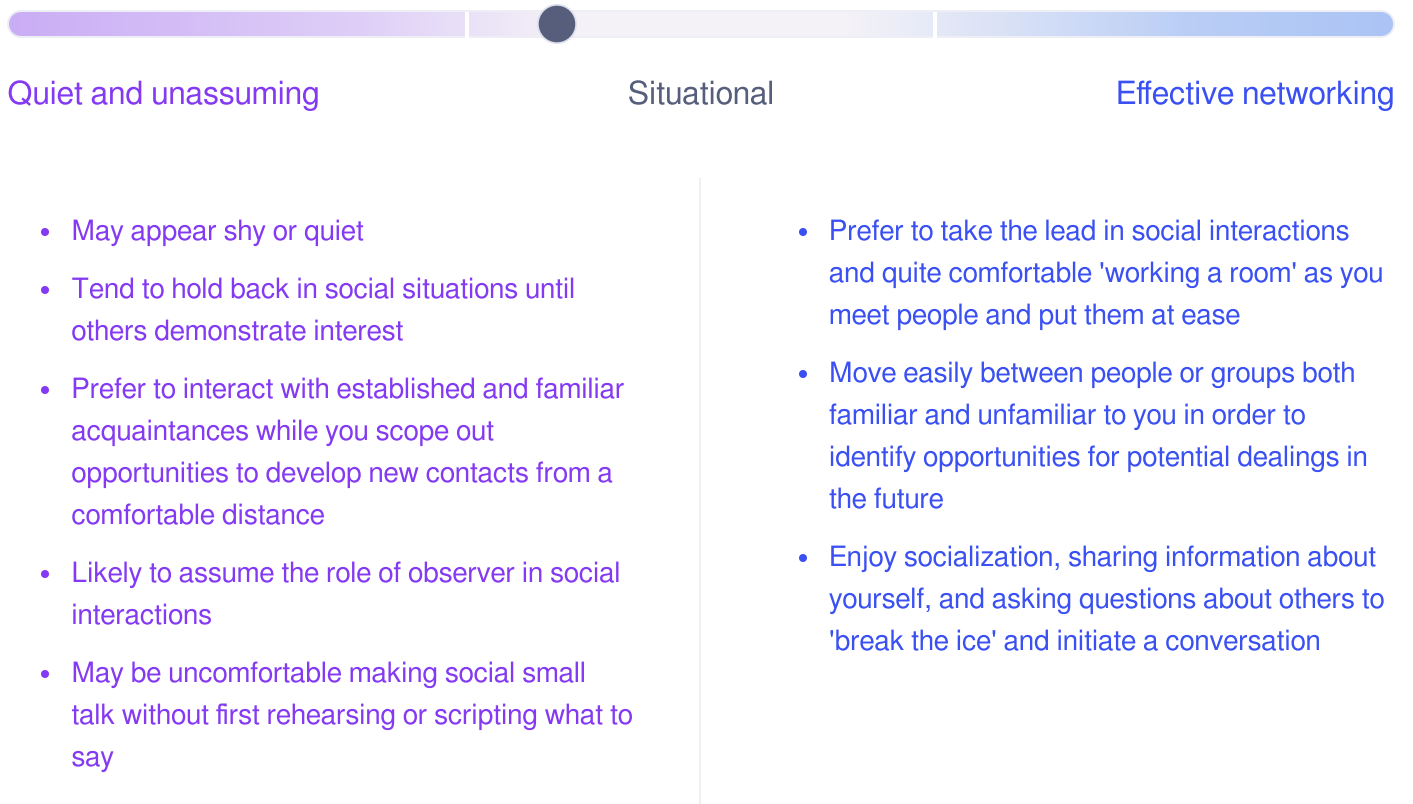 Quiet and unassuming
Situational
Effective networking
• May appear shy or quiet
• Tend to hold back in social situations until
others demonstrate interest
• Prefer to interact with established and familiar
acquaintances while you scope out
opportunities to develop new contacts from a
comfortable distance
• Likely to assume the role of observer in social
interactions
• May be uncomfortable making social small
talk without first rehearsing or scripting what to
say
• Prefer to take the lead in social interactions
and quite comfortable 'working a room' as you
meet people and put them at ease
• Move easily between people or groups both
familiar and unfamiliar to you in order to
identify opportunities for potential dealings in
the future
• Enjoy socialization, sharing information about
yourself, and asking questions about others to
'break the ice' and initiate a conversation